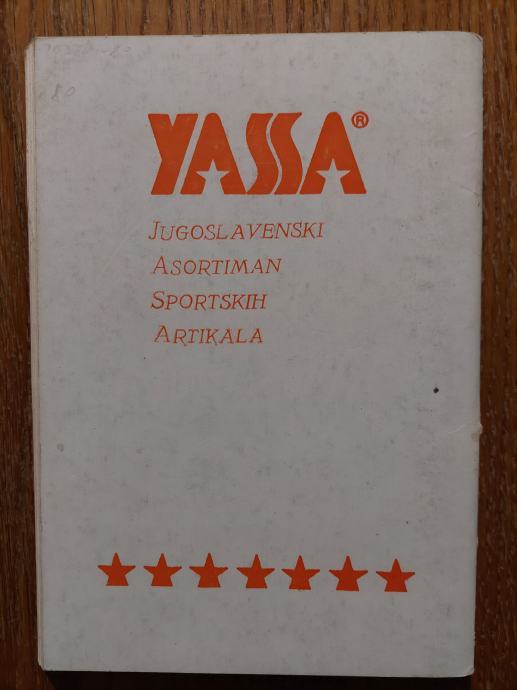 YASSA®
JUGOSLAVENSKI
ASORTIMAN
SPORTSKIH
ARTIKALA